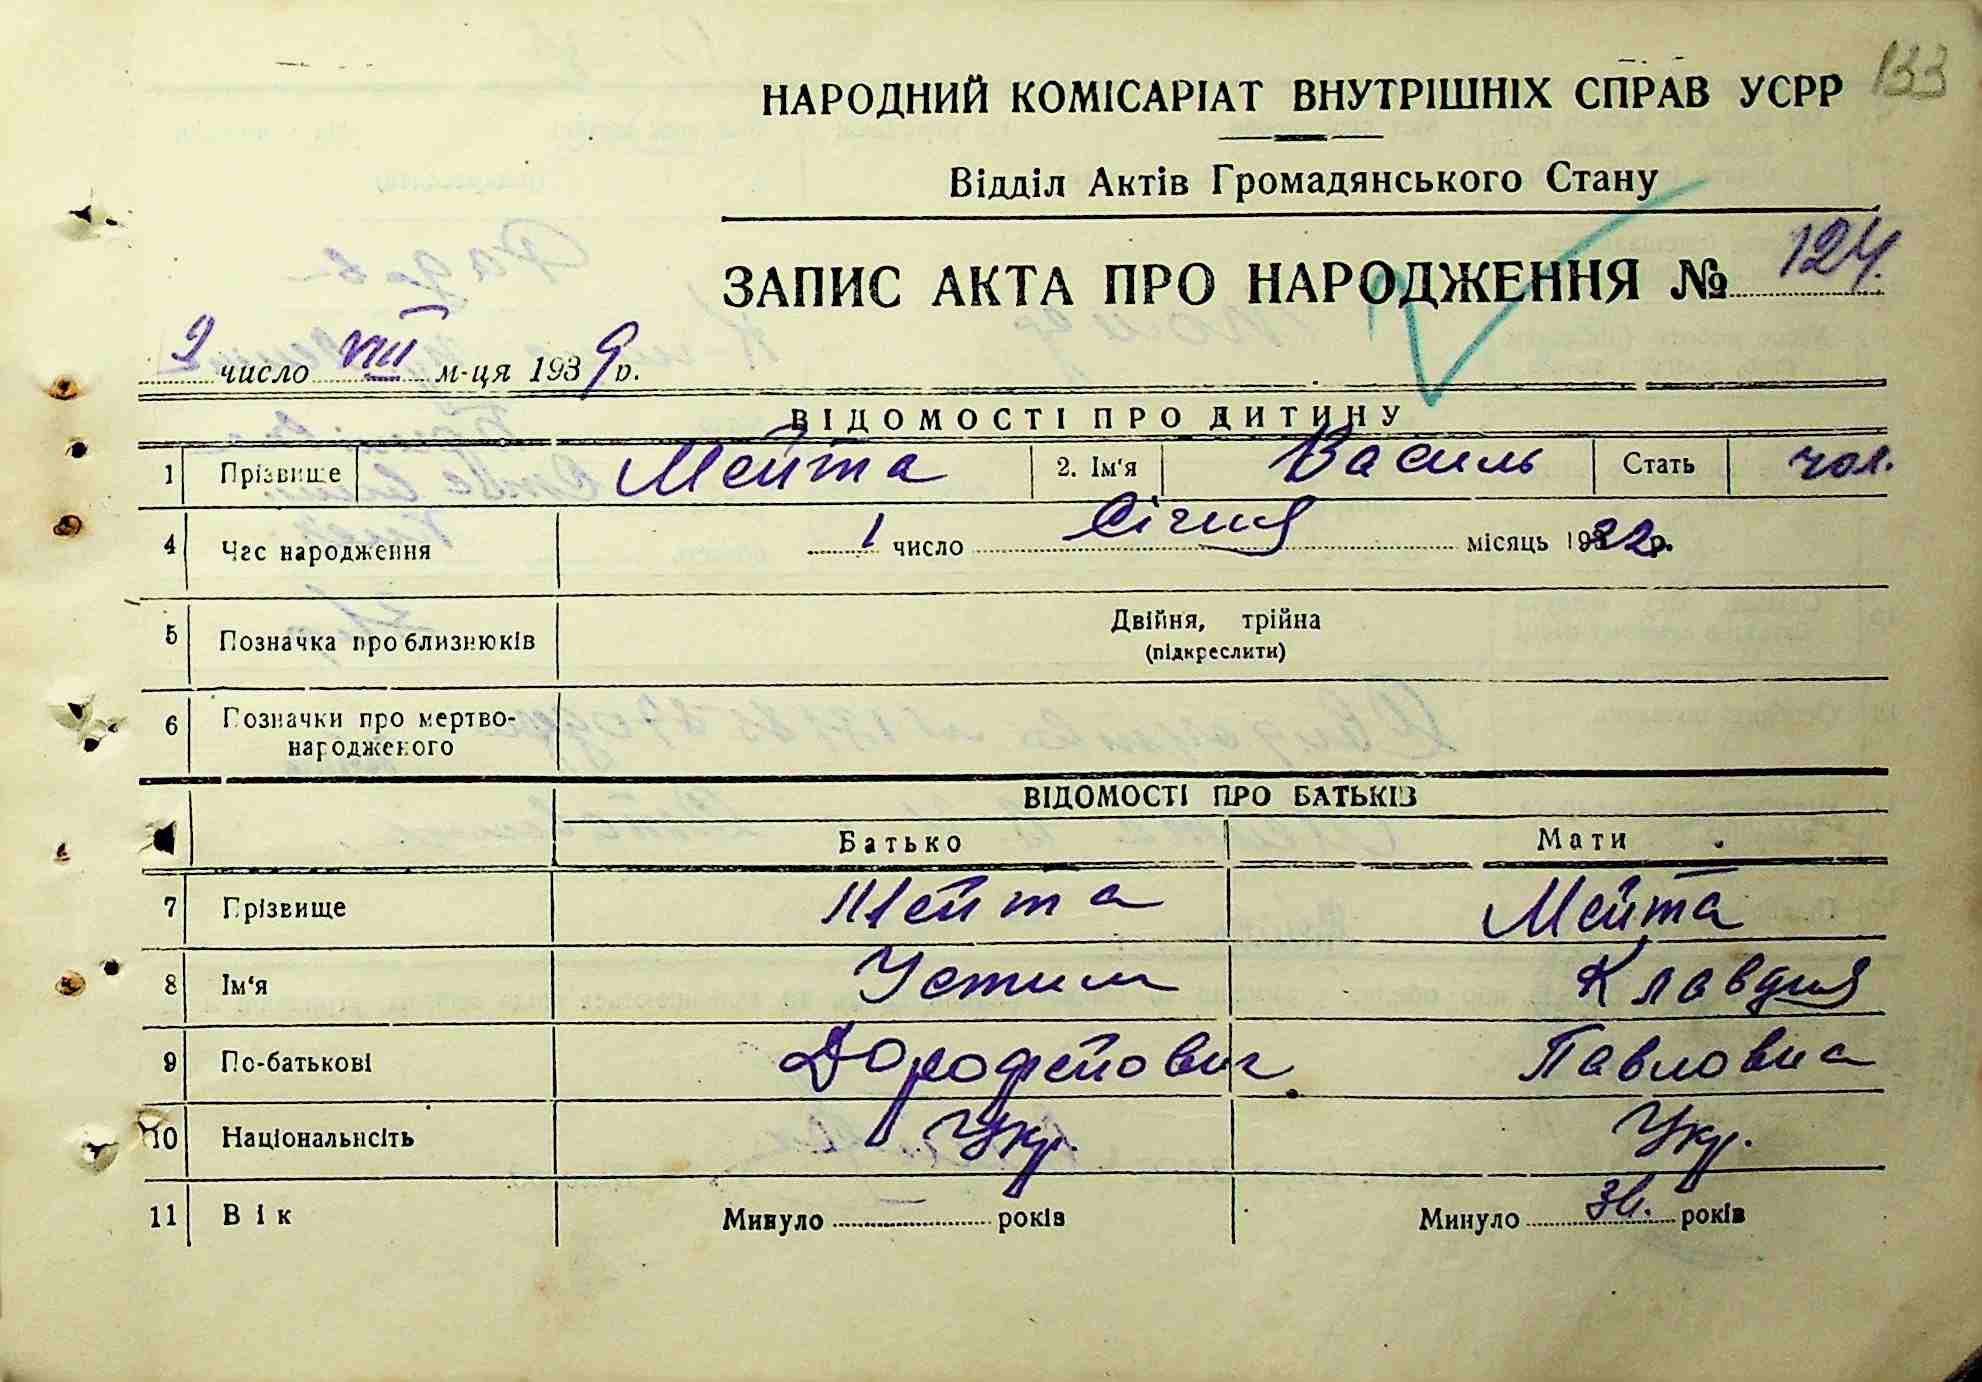 133
НАРОДНИЙ КОМІСАРІАТ ВНУТРІШНІХ СПРАВ УСРР
Відділ Актів Громадянського Стану
ЗАПИС АКТА ПРО НАРОДЖЕННЯ № 124.
9 число VIII м-ця 1939 р.
ВІДОМОСТІ ПРО ДИТИНУ
1 Прізвище Мейта 2. Ім'я Василь Стать чол.
4 Час народження 1 число Січня місяць 1922 р.
5 Позначка про близнюків Двійня, трійна
(підкреслити)
6 Позначки про мертво-
народженого
ВІДОМОСТІ ПРО БАТЬКІВ
Батько Мати
7 Прізвище Мейта Мейта
8 Ім'я Устим Клавдия
9 По-батькові Дорофейович Павловна
10 Національність Укр. Укр.
11 Вік Минуло років Минуло років